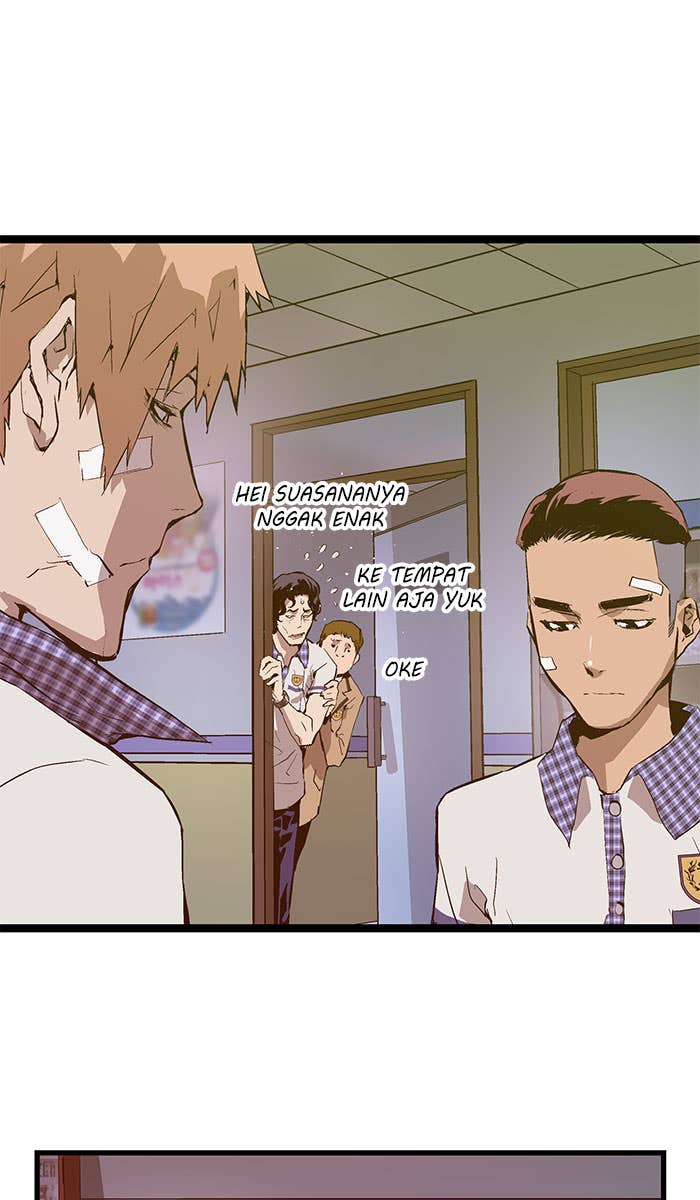 HEI SUASANANYA
NGGAK ENAK
KE TEMPAT
LAIN AJA YUK
OKE